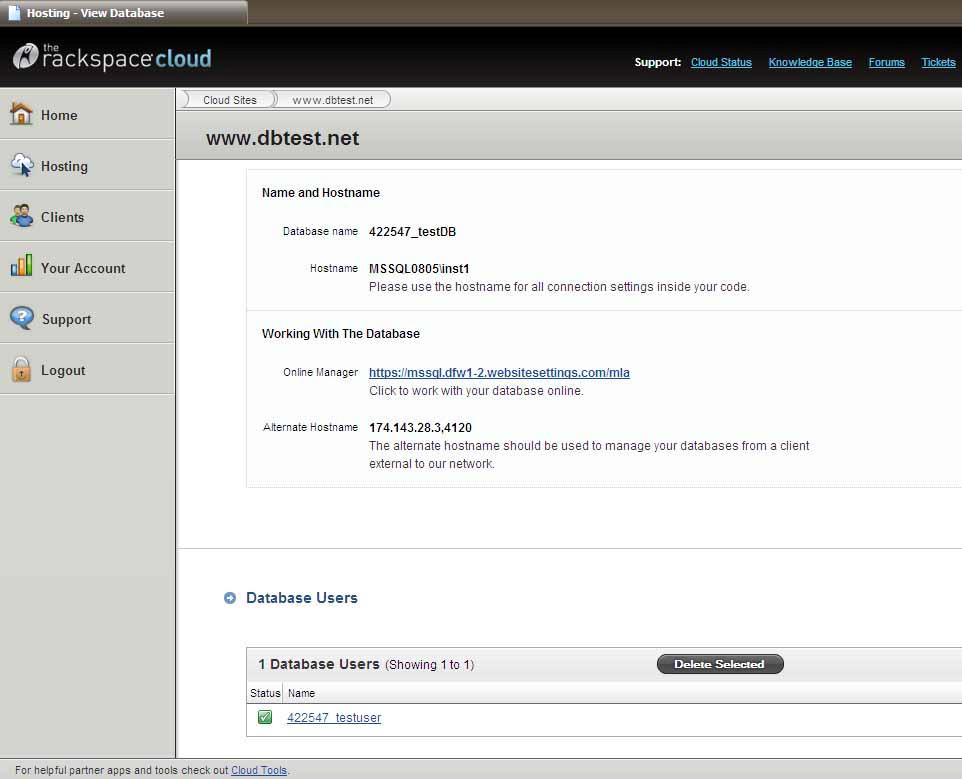 Hosting - View Database
the
rackspacecloud
Support: Cloud Status Knowledge Base Forums Tickets
Home
Hosting
Clients
Your Account
Support
Logout
Cloud Sites www.dbtest.net
www.dbtest.net
Name and Hostname
Database name 422547_testDB
Hostname MSSQL0805\inst1
Please use the hostname for all connection settings inside your code.
Working With The Database
Online Manager https://mssql.dfw1-2.websitesettings.com/mla
Click to work with your database online.
Alternate Hostname 174.143.28.3,4120
The alternate hostname should be used to manage your databases from a client
external to our network.
Database Users
1 Database Users (Showing 1 to 1) Delete Selected
Status Name
422547_testuser
For helpful partner apps and tools check out Cloud Tools.